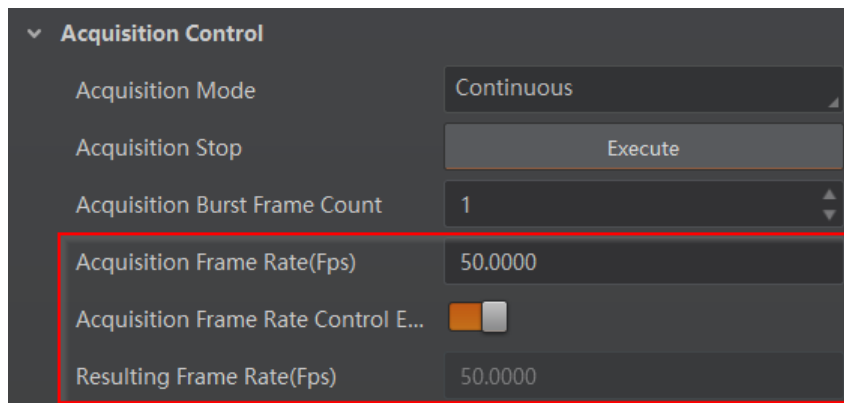 Acquisition Control
Acquisition Mode Continuous
Acquisition Stop Execute
Acquisition Burst Frame Count 1
Acquisition Frame Rate(Fps) 50.0000
Acquisition Frame Rate Control E...
Resulting Frame Rate(Fps) 50.0000